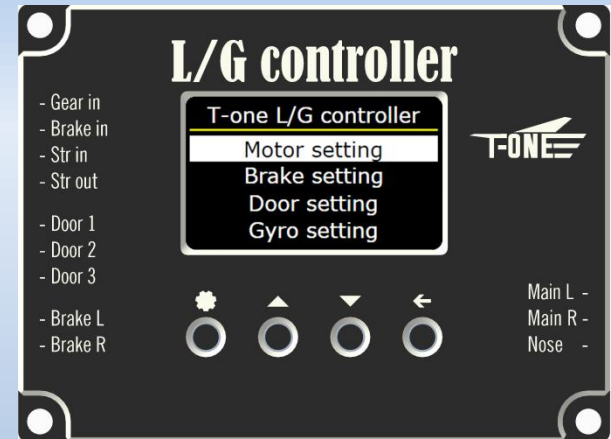 L/G controller
- Gear in
- Brake in
- Str in
- Str out
- Door 1
- Door 2
- Door 3
- Brake L
- Brake R
T-one L/G controller
Motor setting
Brake setting
Door setting
Gyro setting
T-ONE
Main L -
Main R -
Nose -